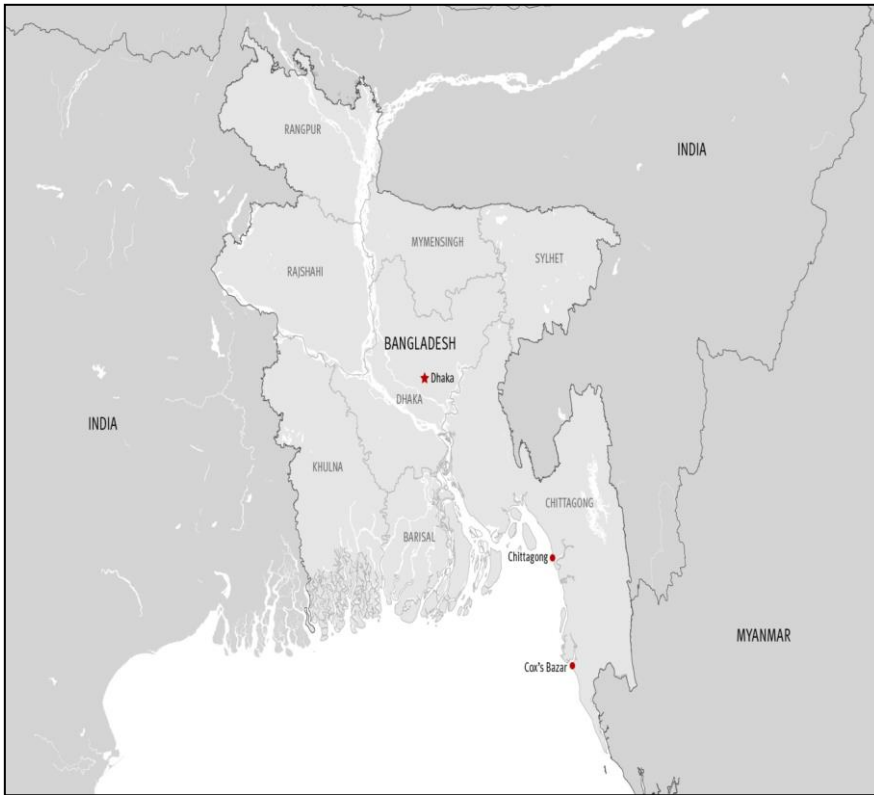 RANGPUR
INDIA
MYMENSINGH
SYLHET
RAJSHAHI
BANGLADESH
Dhaka
DHAKA
INDIA
KHULNA
CHITTAGONG
BARISAL
Chittagong
MYANMAR
Cox's Bazar